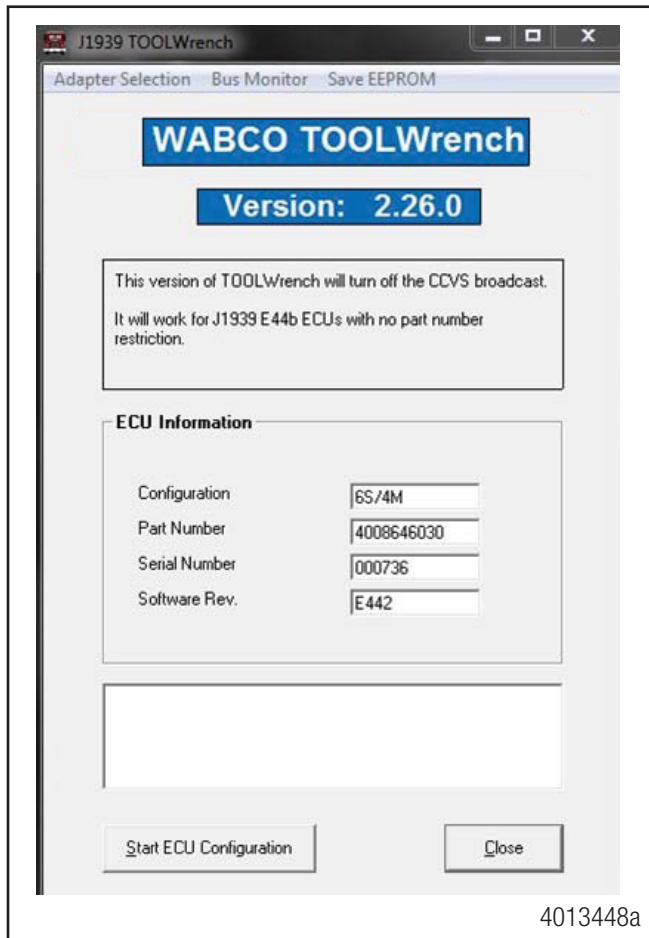 J1939 TOOLWrench
Adapter Selection Bus Monitor Save EEPROM
WABCO TOOLWrench
Version: 2.26.0
This version of TOOLWrench will turn off the CCVS broadcast.
It will work for J1939 E44b ECUs with no part number
restriction.
ECU Information
Configuration 6S/4M
Part Number 4008646030
Serial Number 000736
Software Rev. E442
Start ECU Configuration Close
4013448a